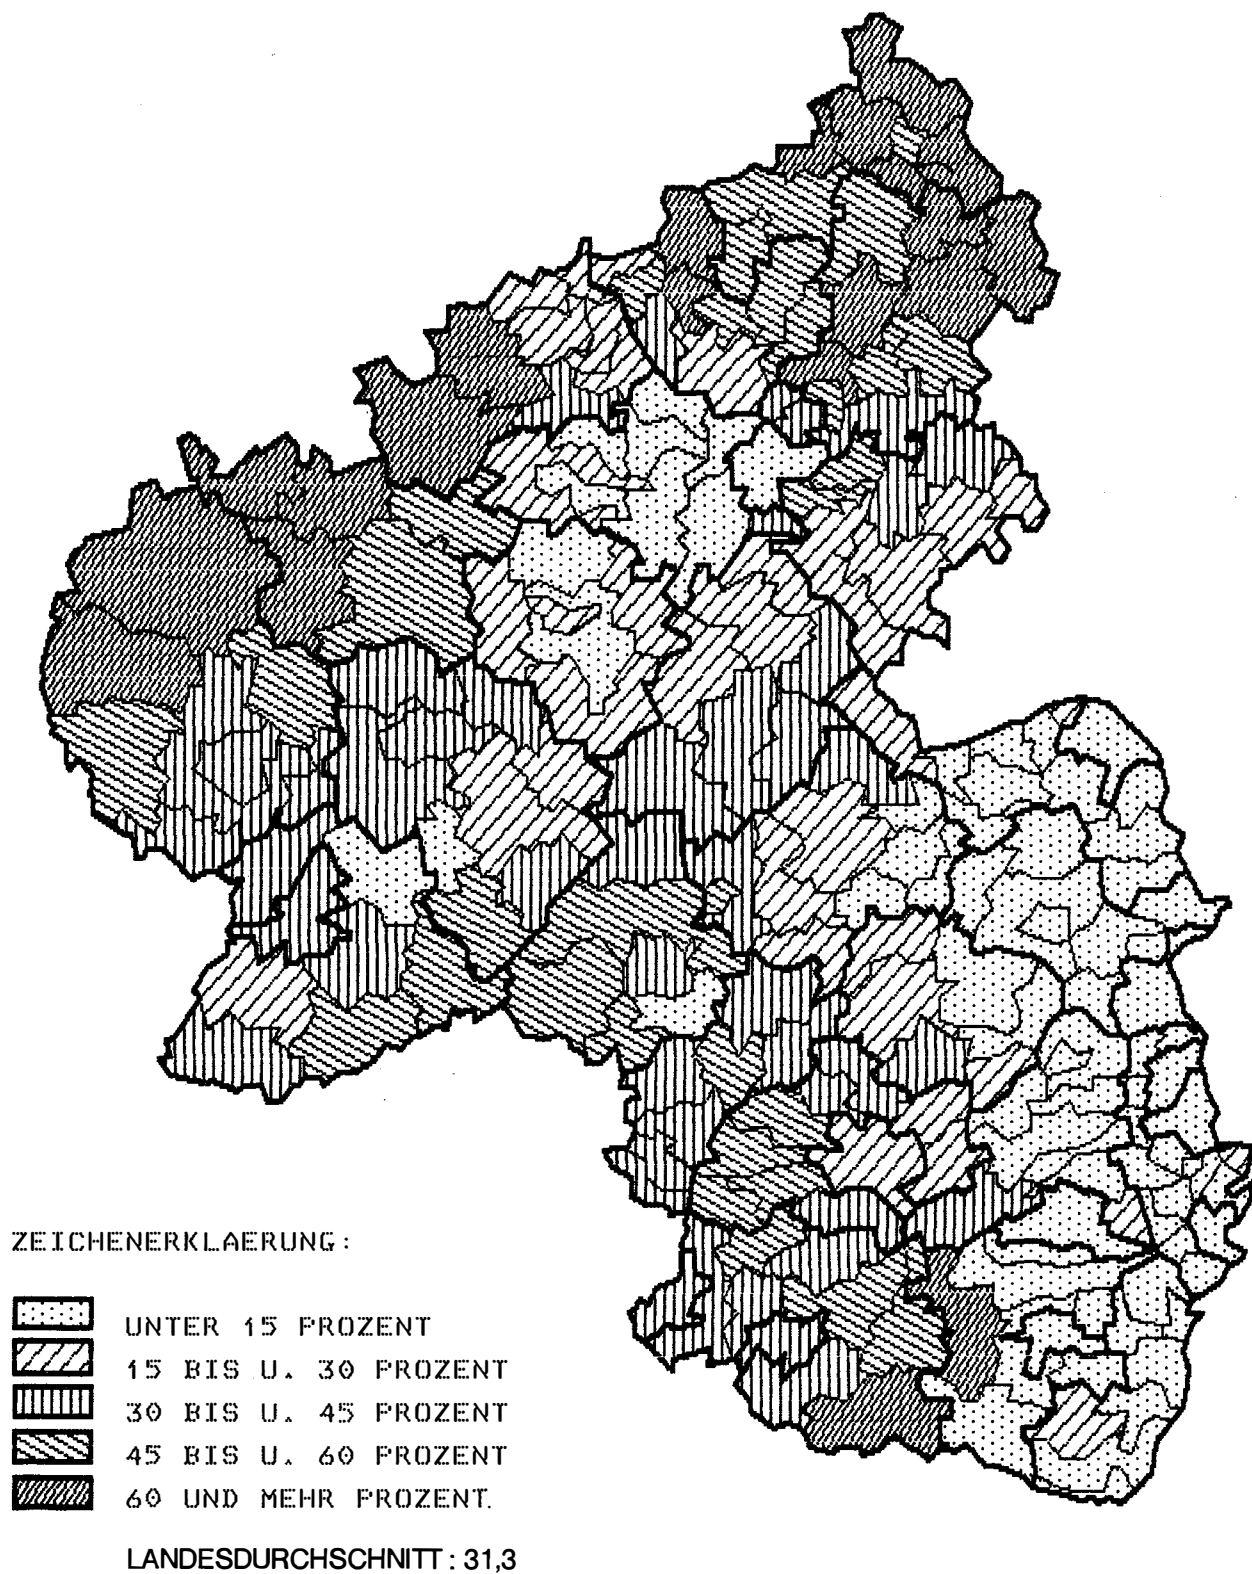 ZEICHENERKLAERUNG:
UNTER 15 PROZENT
15 BIS U. 30 PROZENT
30 BIS U. 45 PROZENT
45 BIS U. 60 PROZENT
60 UND MEHR PROZENT.
LANDESDURCHSCHNITT : 31,3